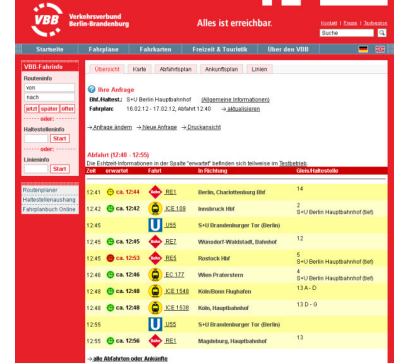 VBB
Verkehrsverbund
Berlin-Brandenburg
Alles ist erreichbar.
Kontakt | Presse | Textversion
Suche
Startseite Fahrpläne Fahrkarten Freizeit & Touristik Über den VBB
VBB-Fahrinfo
Routeninfo
von
nach
jetzt später öfter
oder:
Haltestelleninfo
Start
oder:
Linieninfo
Start
Routenplaner
Haltestellenaushang
Fahrplanbuch Online
Übersicht Karte Abfahrtsplan Ankunftsplan Linien
Ihre Anfrage
Bhf./Haltest.: S+U Berlin Hauptbahnhof (Allgemeine Informationen)
Fahrplan: 16.02.12 - 17.02.12, Abfahrt 12:40 → aktualisieren
→ Anfrage ändern → Neue Anfrage → Druckansicht
Abfahrt (12:40 - 12:55)
Die Echtzeit-Informationen in der Spalte "erwartet" befinden sich teilweise im Testbetrieb.
Zeit erwartet Fahrt In Richtung Gleis/Haltestelle
12:41 ca. 12:44 RE1 Berlin, Charlottenburg Bhf 14
12:42 ca. 12:42 ICE 109 Innsbruck Hbf 2
S+U Berlin Hauptbahnhof (tief)
12:45 U55 S+U Brandenburger Tor (Berlin)
12:45 ca. 12:45 RE7 Wünsdorf-Waldstadt, Bahnhof 12
12:45 ca. 12:53 RE5 Rostock Hbf 5
S+U Berlin Hauptbahnhof (tief)
12:46 ca. 12:46 EC 177 Wien Praterstern 4
S+U Berlin Hauptbahnhof (tief)
12:48 ca. 12:48 ICE 1548 Köln/Bonn Flughafen 13 A - D
12:48 ca. 12:48 ICE 1538 Köln, Hauptbahnhof 13 D - G
12:55 U55 S+U Brandenburger Tor (Berlin)
12:55 ca. 12:56 RE1 Magdeburg, Hauptbahnhof 13
→ alle Abfahrten oder Ankünfte